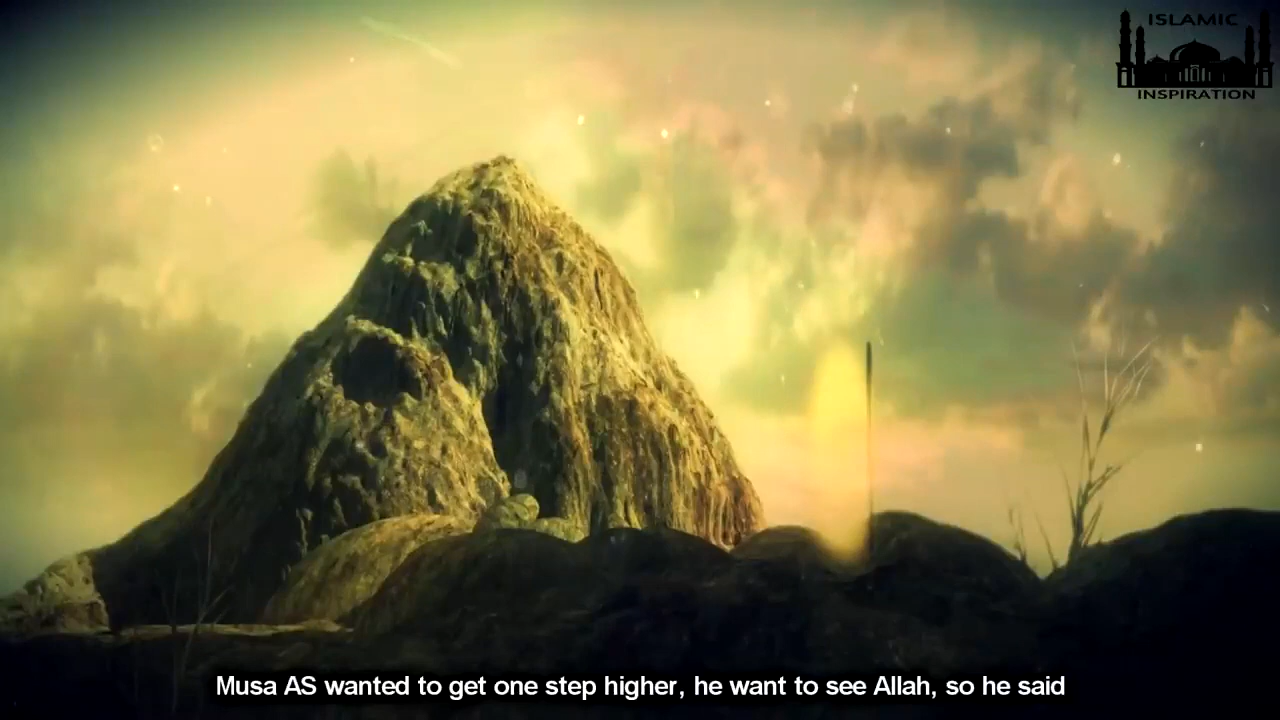 ISLAMIC
INSPIRATION
Musa AS wanted to get one step higher, he want to see Allah, so he said